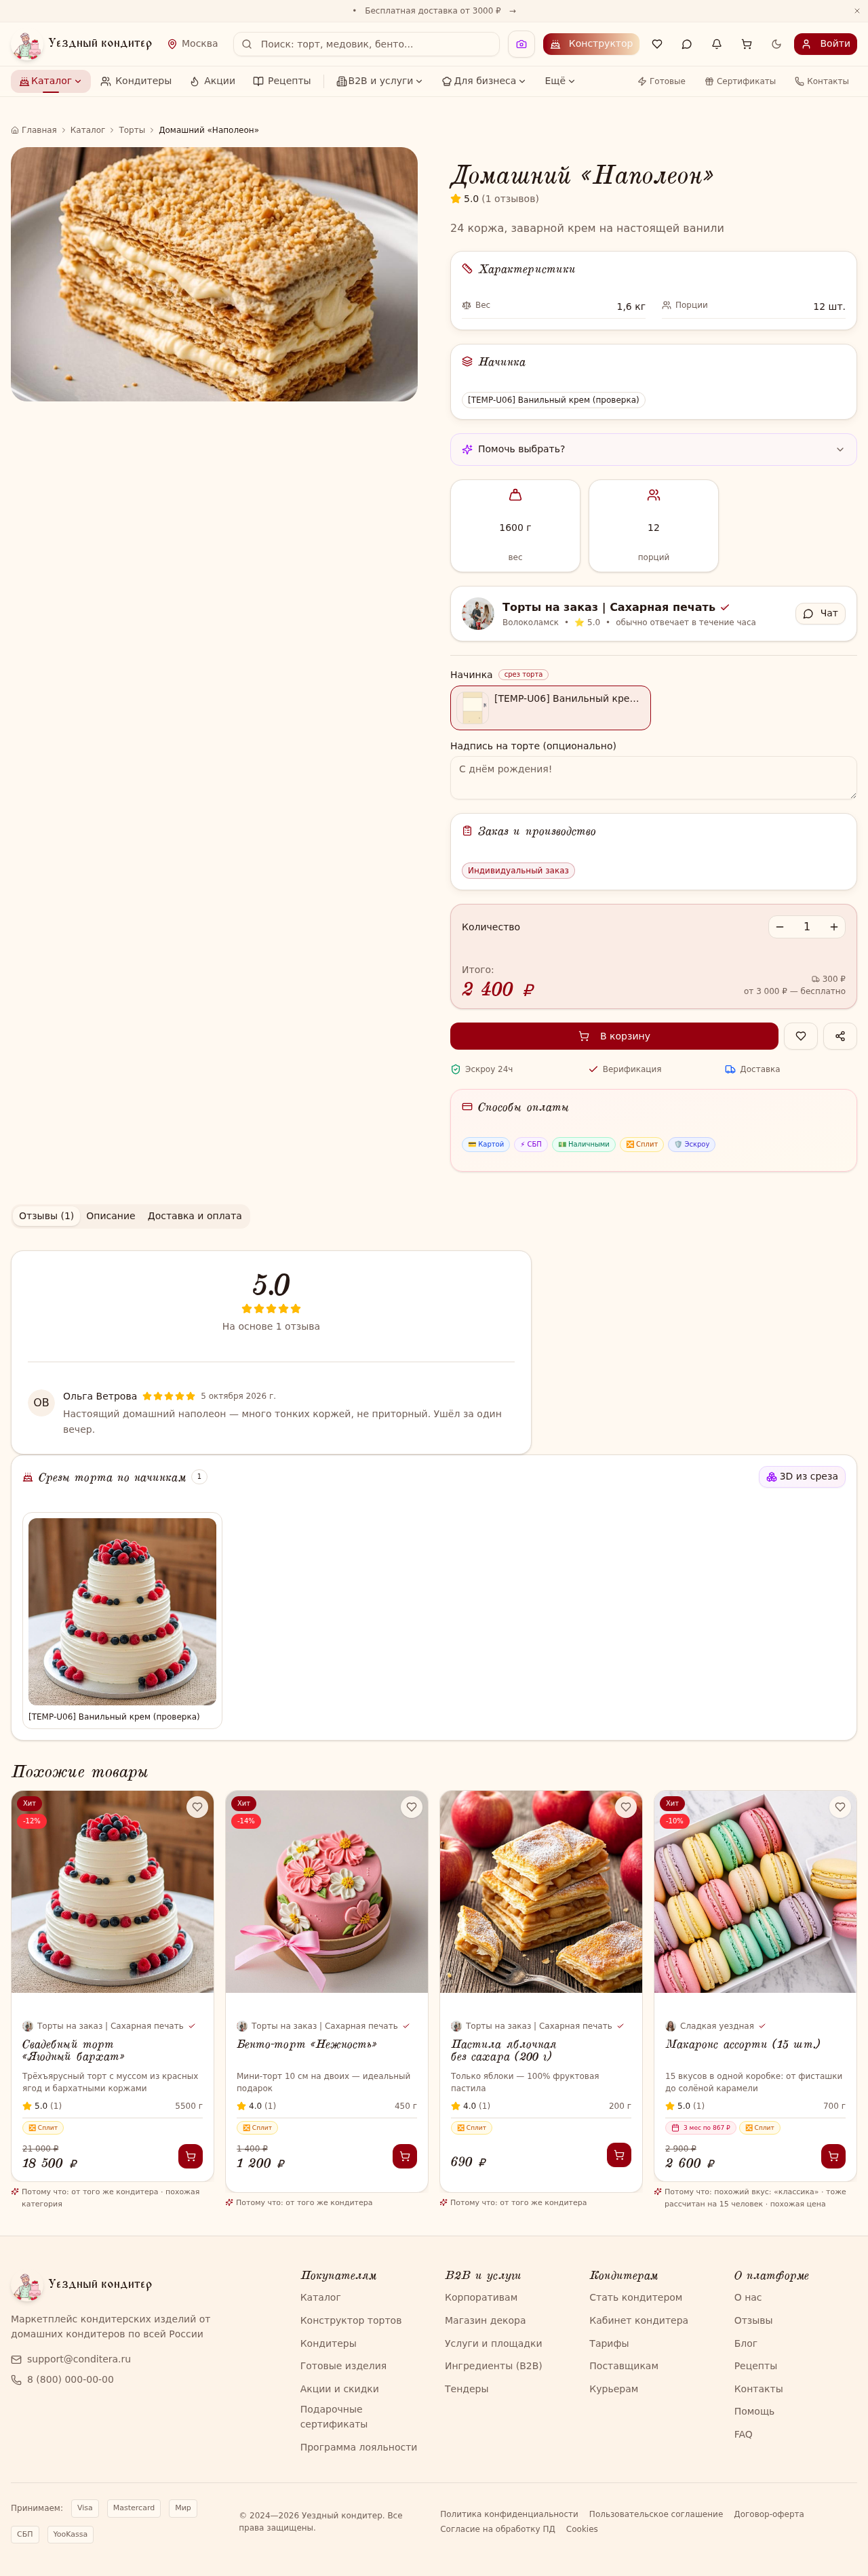 • Бесплатная доставка от 3000 ₽ →
Уездный кондитер
Москва
Поиск: торт, медовик, бенто...
Конструктор
Войти
Каталог
Кондитеры
Акции
Рецепты
B2B и услуги
Для бизнеса
Ещё
Готовые
Сертификаты
Контакты
Главная > Каталог > Торты > Домашний «Наполеон»
Домашний «Наполеон»
5.0 (1 отзывов)
24 коржа, заварной крем на настоящей ванили
Характеристики
Вес 1,6 кг
Порции 12 шт.
Начинка
[TEMP-U06] Ванильный крем (проверка)
Помочь выбрать?
1600 г
вес
12
порций
Торты на заказ | Сахарная печать
Волоколамск • ⭐ 5.0 • обычно отвечает в течение часа
Чат
Начинка срез торта
[TEMP-U06] Ванильный кре...
Надпись на торте (опционально)
С днём рождения!
Заказ и производство
Индивидуальный заказ
Количество
1
Итого:
2 400 ₽
300 ₽
от 3 000 ₽ — бесплатно
В корзину
Эскроу 24ч
Верификация
Доставка
Способы оплаты
Картой
СБП
Наличными
Сплит
Эскроу
Отзывы (1)
Описание
Доставка и оплата
5.0
На основе 1 отзыва
ОВ
Ольга Ветрова
5 октября 2026 г.
Настоящий домашний наполеон — много тонких коржей, не приторный. Ушёл за один
вечер.
Срезы торта по начинкам 1
3D из среза
[TEMP-U06] Ванильный крем (проверка)
Похожие товары
Хит
-12%
Торты на заказ | Сахарная печать
Свадебный торт
«Ягодный бархат»
Трёхъярусный торт с муссом из красных
ягод и бархатными коржами
5.0 (1) 5500 г
Сплит
21 000 ₽
18 500 ₽
Потому что: от того же кондитера · похожая
категория
Хит
-14%
Торты на заказ | Сахарная печать
Бенто-торт «Нежность»
Мини-торт 10 см на двоих — идеальный
подарок
4.0 (1) 450 г
Сплит
1 400 ₽
1 200 ₽
Потому что: от того же кондитера
Торты на заказ | Сахарная печать
Пастила яблочная
без сахара (200 г)
Только яблоки — 100% фруктовая
пастила
4.0 (1) 200 г
Сплит
690 ₽
Потому что: от того же кондитера
Хит
-10%
Сладкая уездная
Макаронс ассорти (15 шт.)
15 вкусов в одной коробке: от фисташки
до солёной карамели
5.0 (1) 700 г
3 мес по 867 ₽
Сплит
2 900 ₽
2 600 ₽
Потому что: похожий вкус: «классика» · тоже
рассчитан на 15 человек · похожая цена
Уездный кондитер
Маркетплейс кондитерских изделий от
домашних кондитеров по всей России
support@conditera.ru
8 (800) 000-00-00
Покупателям
Каталог
Конструктор тортов
Кондитеры
Готовые изделия
Акции и скидки
Подарочные
сертификаты
Программа лояльности
B2B и услуги
Корпоративам
Магазин декора
Услуги и площадки
Ингредиенты (B2B)
Тендеры
Кондитерам
Стать кондитером
Кабинет кондитера
Тарифы
Поставщикам
Курьерам
О платформе
О нас
Отзывы
Блог
Рецепты
Контакты
Помощь
FAQ
Принимаем: Visa Mastercard Мир
СБП YooKassa
© 2024—2026 Уездный кондитер. Все
права защищены.
Политика конфиденциальности Пользовательское соглашение Договор-оферта
Согласие на обработку ПД Cookies